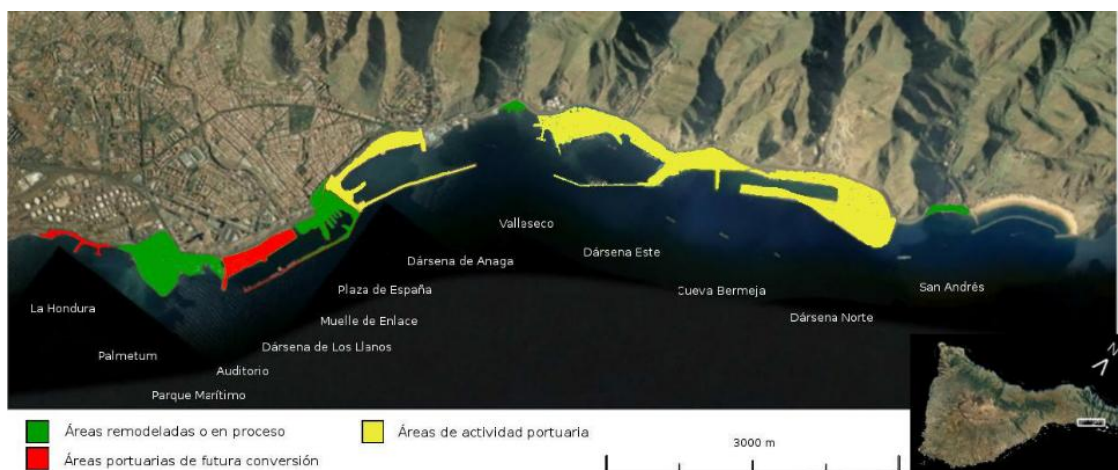 Valleseco
Dársena de Anaga
Dársena Este
Plaza de España
Cueva Bermeja
San Andrés
La Hondura
Muelle de Enlace
Dársena Norte
Palmetum
Dársena de Los Llanos
Auditorio
Parque Marítimo
N
Áreas remodeladas o en proceso
Áreas de actividad portuaria
3000 m
Áreas portuarias de futura conversión